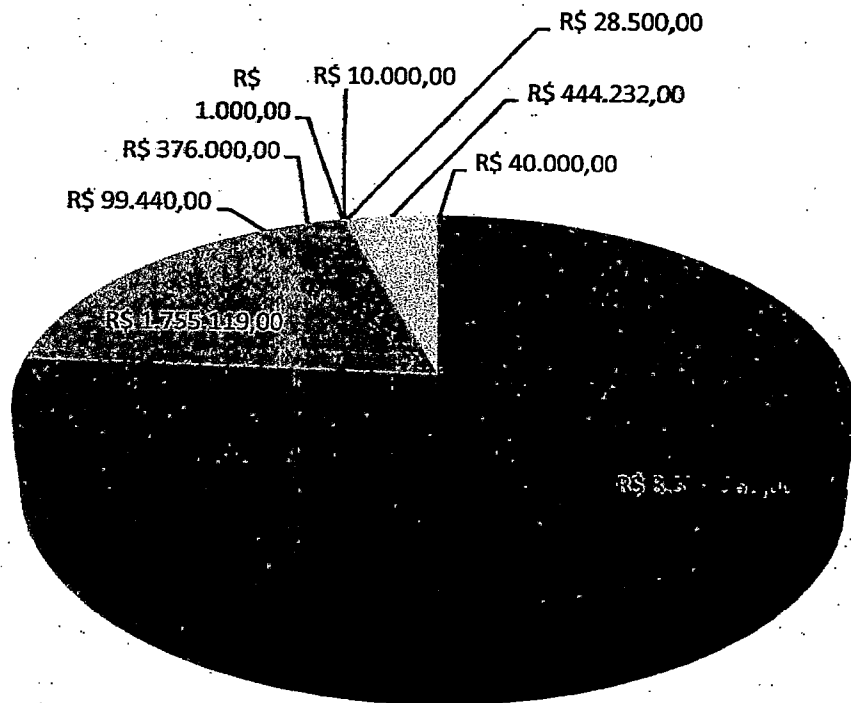 R$ 28.500,00
R$
1.000,00
R$ 10.000,00
R$ 444.232,00
R$ 376.000,00
R$ 40.000,00
R$ 99.440,00
R$ 1.755.119,00
R$